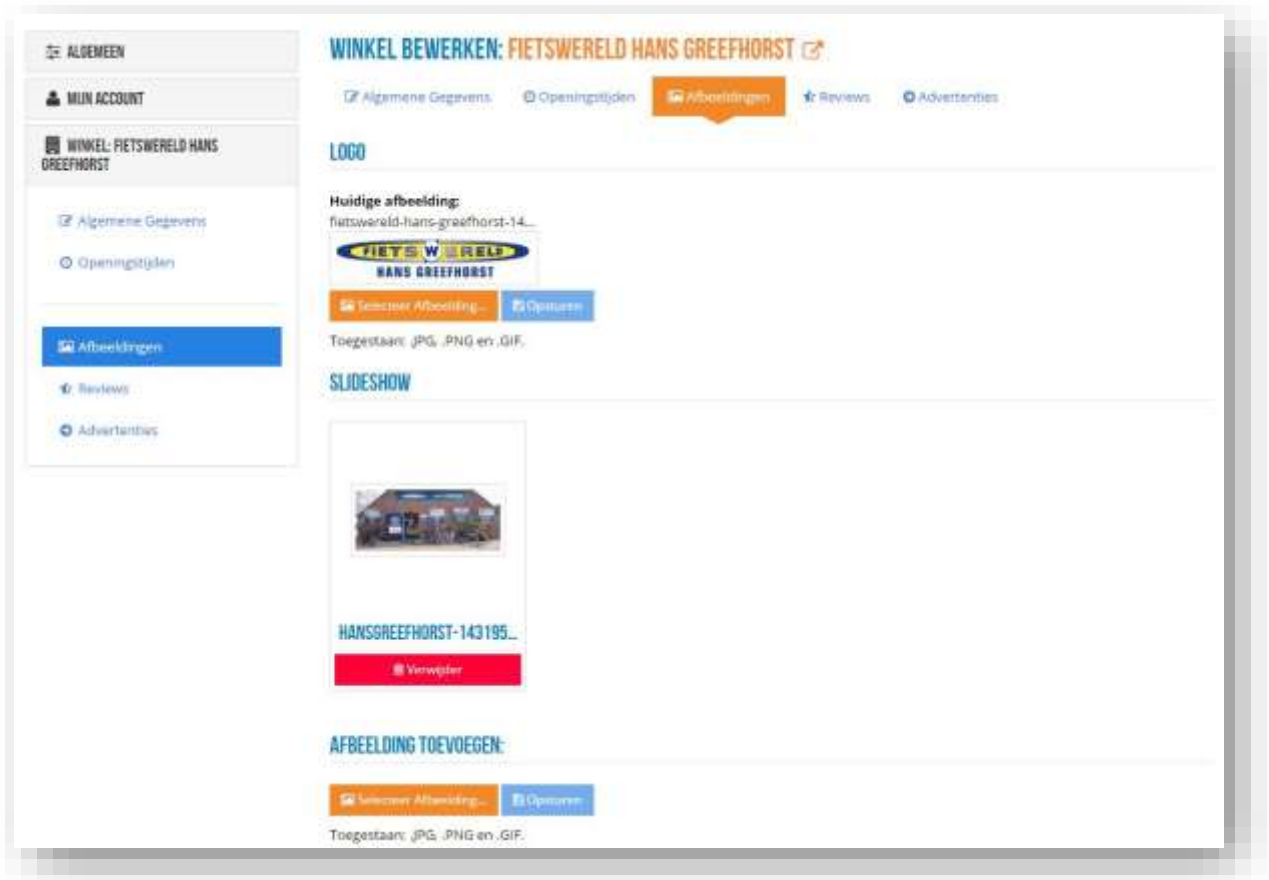 ALGEMEEN
MIJN ACCOUNT
WINKEL: FIETSWERELD HANS
GREEFHORST
Algemene Gegevens
Openingstijden
Afbeeldingen
Reviews
Advertenties
WINKEL BEWERKEN: FIETSWERELD HANS GREEFHORST
Algemene Gegevens Openingstijden Afbeeldingen Reviews Advertenties
LOGO
Huidige afbeelding:
fietswereld-hans-greefhorst-14...
FIETSWERELD
HANS GREEFHORST
Selecteer Afbeelding... Opsturen
Toegestaan: .JPG, .PNG en .GIF.
SLIDESHOW
HANSGREEFHORST-143195...
Verwijder
AFBEELDING TOEVOEGEN:
Selecteer Afbeelding... Opsturen
Toegestaan: .JPG, .PNG en .GIF.